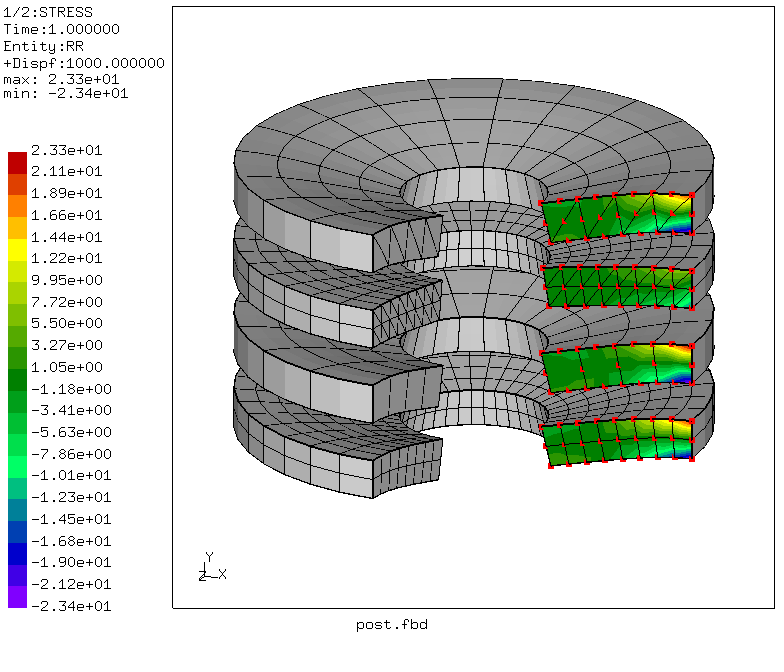 1/2:STRESS
Time:1.000000
Entity:RR
+Dispf:1000.000000
max: 2.33e+01
min: -2.34e+01
2.33e+01
2.11e+01
1.89e+01
1.66e+01
1.44e+01
1.22e+01
9.95e+00
7.72e+00
5.50e+00
3.27e+00
1.05e+00
-1.18e+00
-3.41e+00
-5.63e+00
-7.86e+00
-1.01e+01
-1.23e+01
-1.45e+01
-1.68e+01
-1.90e+01
-2.12e+01
-2.34e+01
Y
Z X
post.fbd